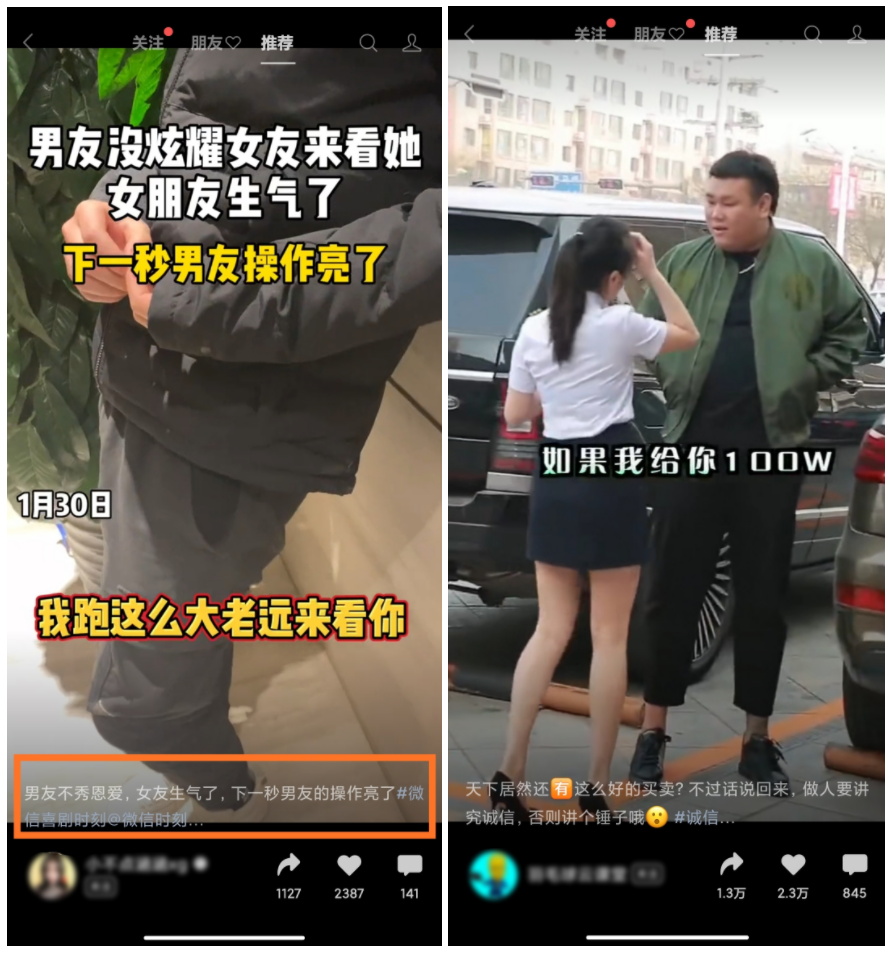 关注 朋友♡ 推荐
男友没炫耀女友来看她
女朋友生气了
下一秒男友操作亮了
1月30日
我跑这么大老远来看你
男友不秀恩爱,女友生气了,下一秒男友的操作亮了#微
信喜剧时刻@微信时刻...
1127 2387 141
关注 朋友♡ 推荐
如果我给你100W
天下居然还有这么好的买卖?不过话说回来,做人要讲
究诚信,否则讲个锤子哦😮 #诚信...
1.3万 2.3万 845